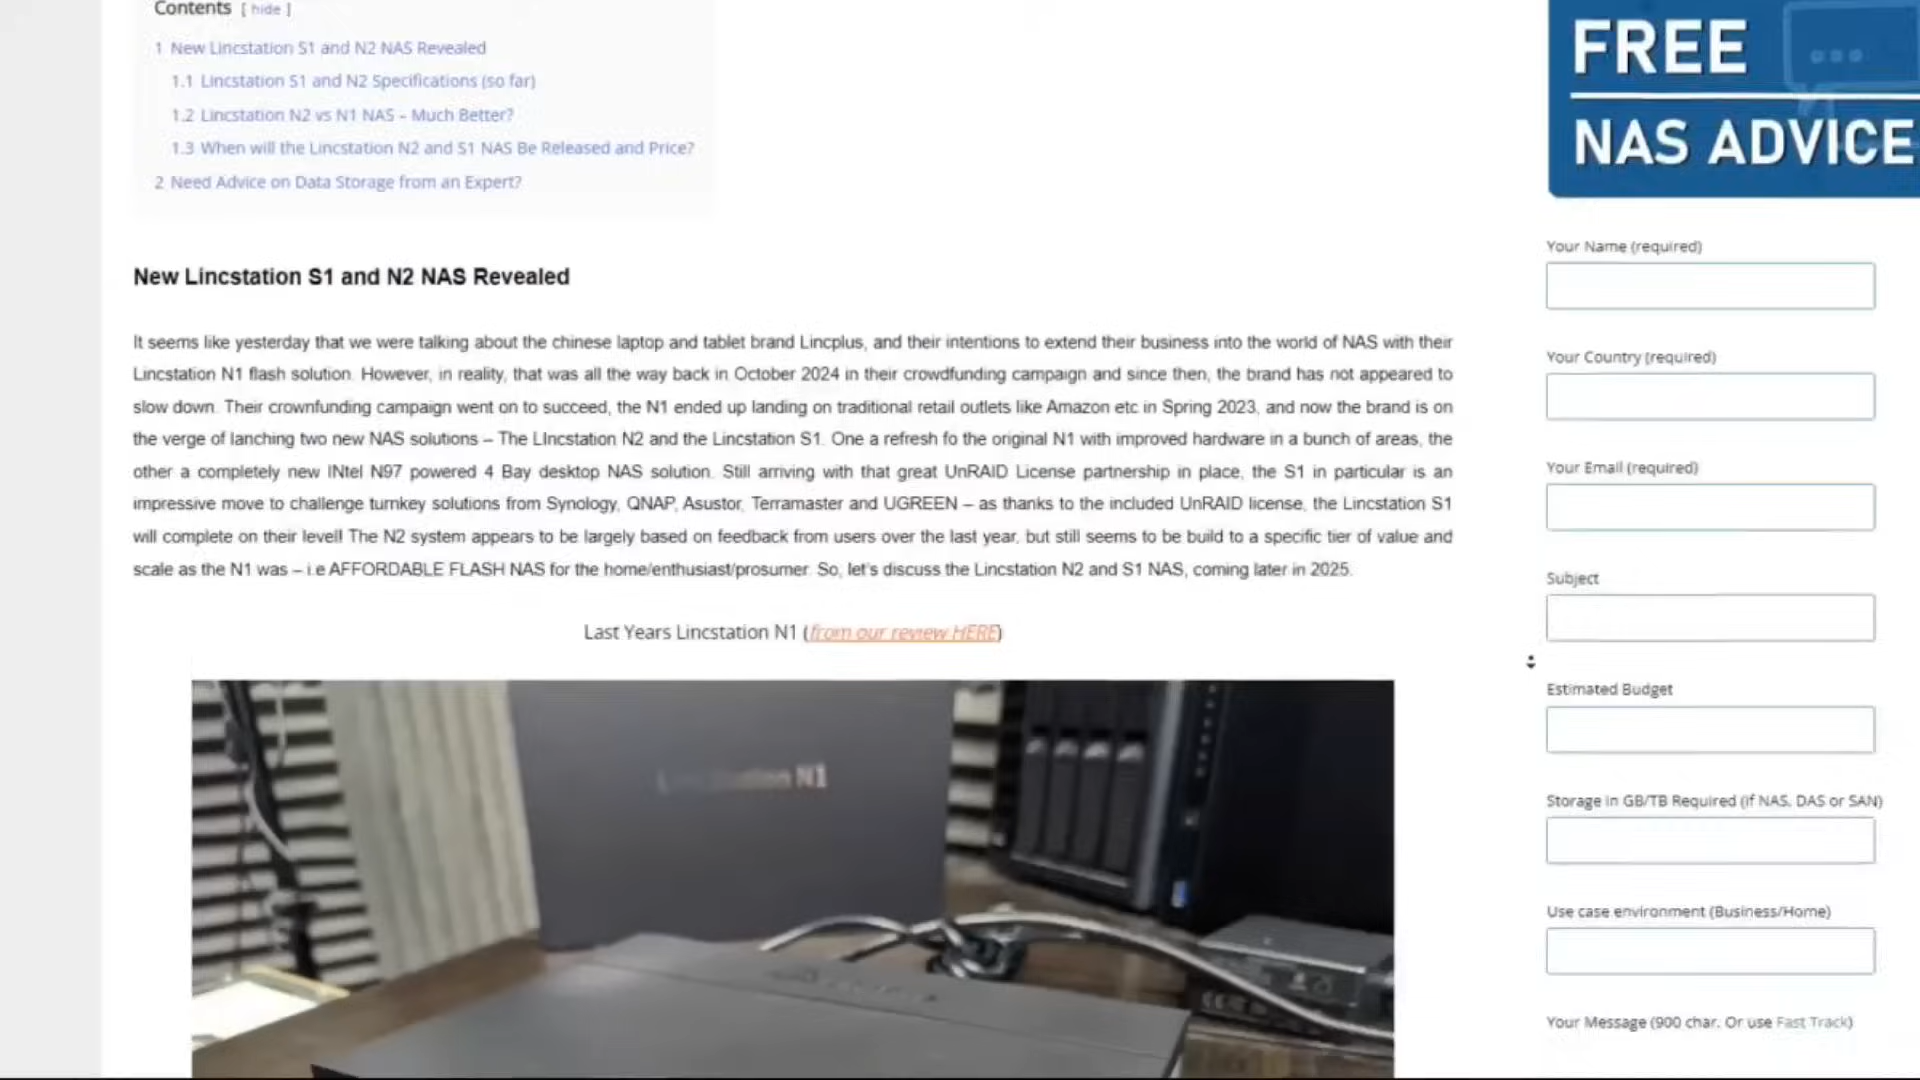 Contents [ hide ]
1 New Lincstation S1 and N2 NAS Revealed
1.1 Lincstation S1 and N2 Specifications (so far)
1.2 Lincstation N2 vs N1 NAS – Much Better?
1.3 When will the Lincstation N2 and S1 NAS Be Released and Price?
2 Need Advice on Data Storage from an Expert?
New Lincstation S1 and N2 NAS Revealed
It seems like yesterday that we were talking about the chinese laptop and tablet brand Lincplus, and their intentions to extend their business into the world of NAS with their
Lincstation N1 flash solution. However, in reality, that was all the way back in October 2024 in their crowdfunding campaign and since then, the brand has not appeared to
slow down. Their crownfunding campaign went on to succeed, the N1 ended up landing on traditional retail outlets like Amazon etc in Spring 2023, and now the brand is on
the verge of lanching two new NAS solutions – The LIncstation N2 and the Lincstation S1. One a refresh fo the original N1 with improved hardware in a bunch of areas, the
other a completely new INtel N97 powered 4 Bay desktop NAS solution. Still arriving with that great UnRAID License partnership in place, the S1 in particular is an
impressive move to challenge turnkey solutions from Synology, QNAP, Asustor, Terramaster and UGREEN – as thanks to the included UnRAID license, the Lincstation S1
will complete on their level! The N2 system appears to be largely based on feedback from users over the last year, but still seems to be build to a specific tier of value and
scale as the N1 was – i.e AFFORDABLE FLASH NAS for the home/enthusiast/prosumer. So, let's discuss the Lincstation N2 and S1 NAS, coming later in 2025.
Last Years Lincstation N1 (from our review HERE)
Lincstation N1
FREE
NAS ADVICE
Your Name (required)
Your Country (required)
Your Email (required)
Subject
Estimated Budget
Storage in GB/TB Required (if NAS, DAS or SAN)
Use case environment (Business/Home)
Your Message (900 char. Or use Fast Track)